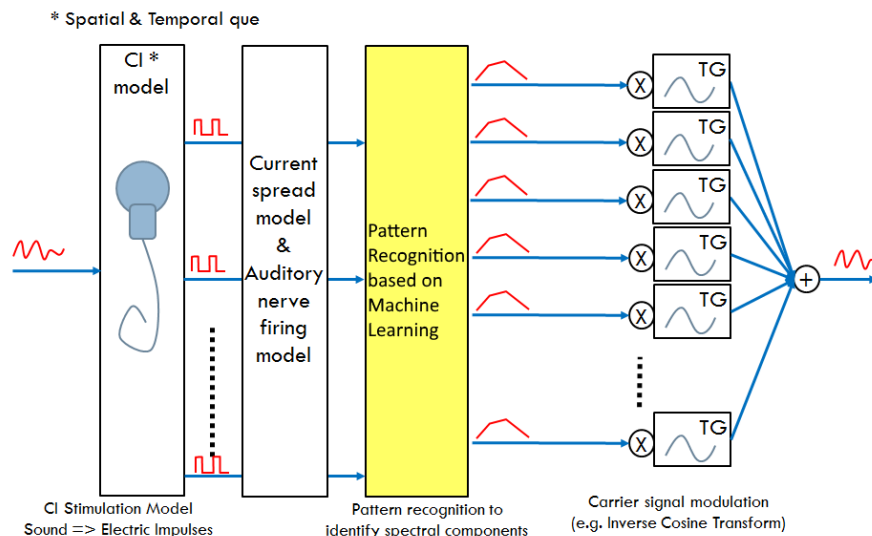 * Spatial & Temporal que
CI *
model
Current
spread
model
&
Auditory
nerve
firing
model
Pattern
Recognition
based on
Machine
Learning
X
TG
X
TG
X
TG
X
TG
X
TG
X
TG
+
CI Stimulation Model
Sound => Electric Impulses
Pattern recognition to
identify spectral components
Carrier signal modulation
(e.g. Inverse Cosine Transform)